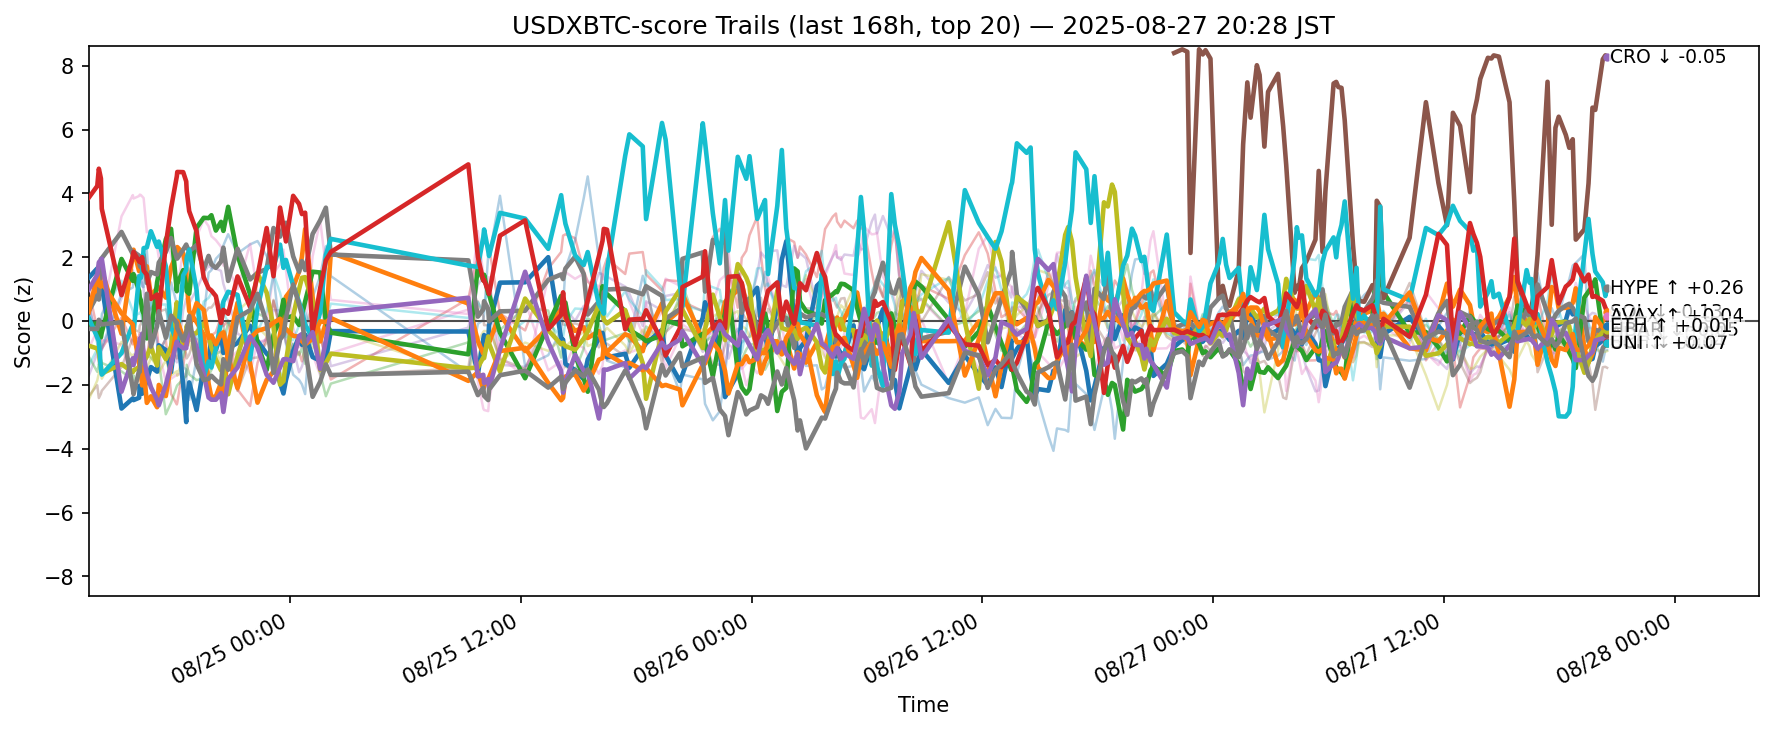 USDXBTC-score Trails (last 168h, top 20) — 2025-08-27 20:28 JST
Score (z)
8
6
4
2
0
−2
−4
−6
−8
CRO ↓ -0.05
HYPE ↑ +0.26
ETH ↑ +0.01
UNI ↑ +0.07
08/25 00:00
08/25 12:00
08/26 00:00
08/26 12:00
08/27 00:00
08/27 12:00
08/28 00:00
Time